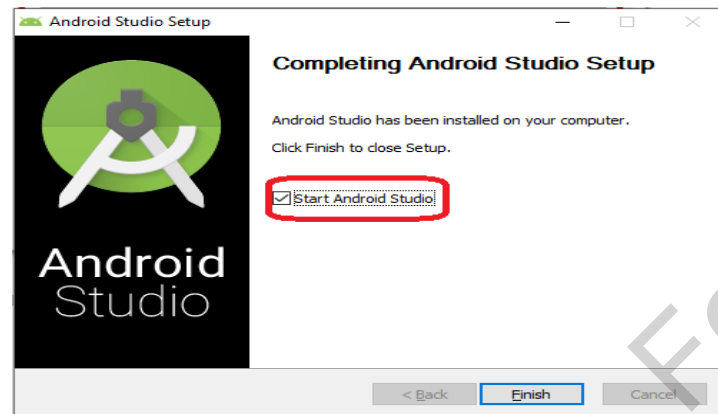 Android Studio Setup
Completing Android Studio Setup
Android Studio has been installed on your computer.
Click Finish to close Setup.
Start Android Studio
Android
Studio
< Back
Finish
Cancel